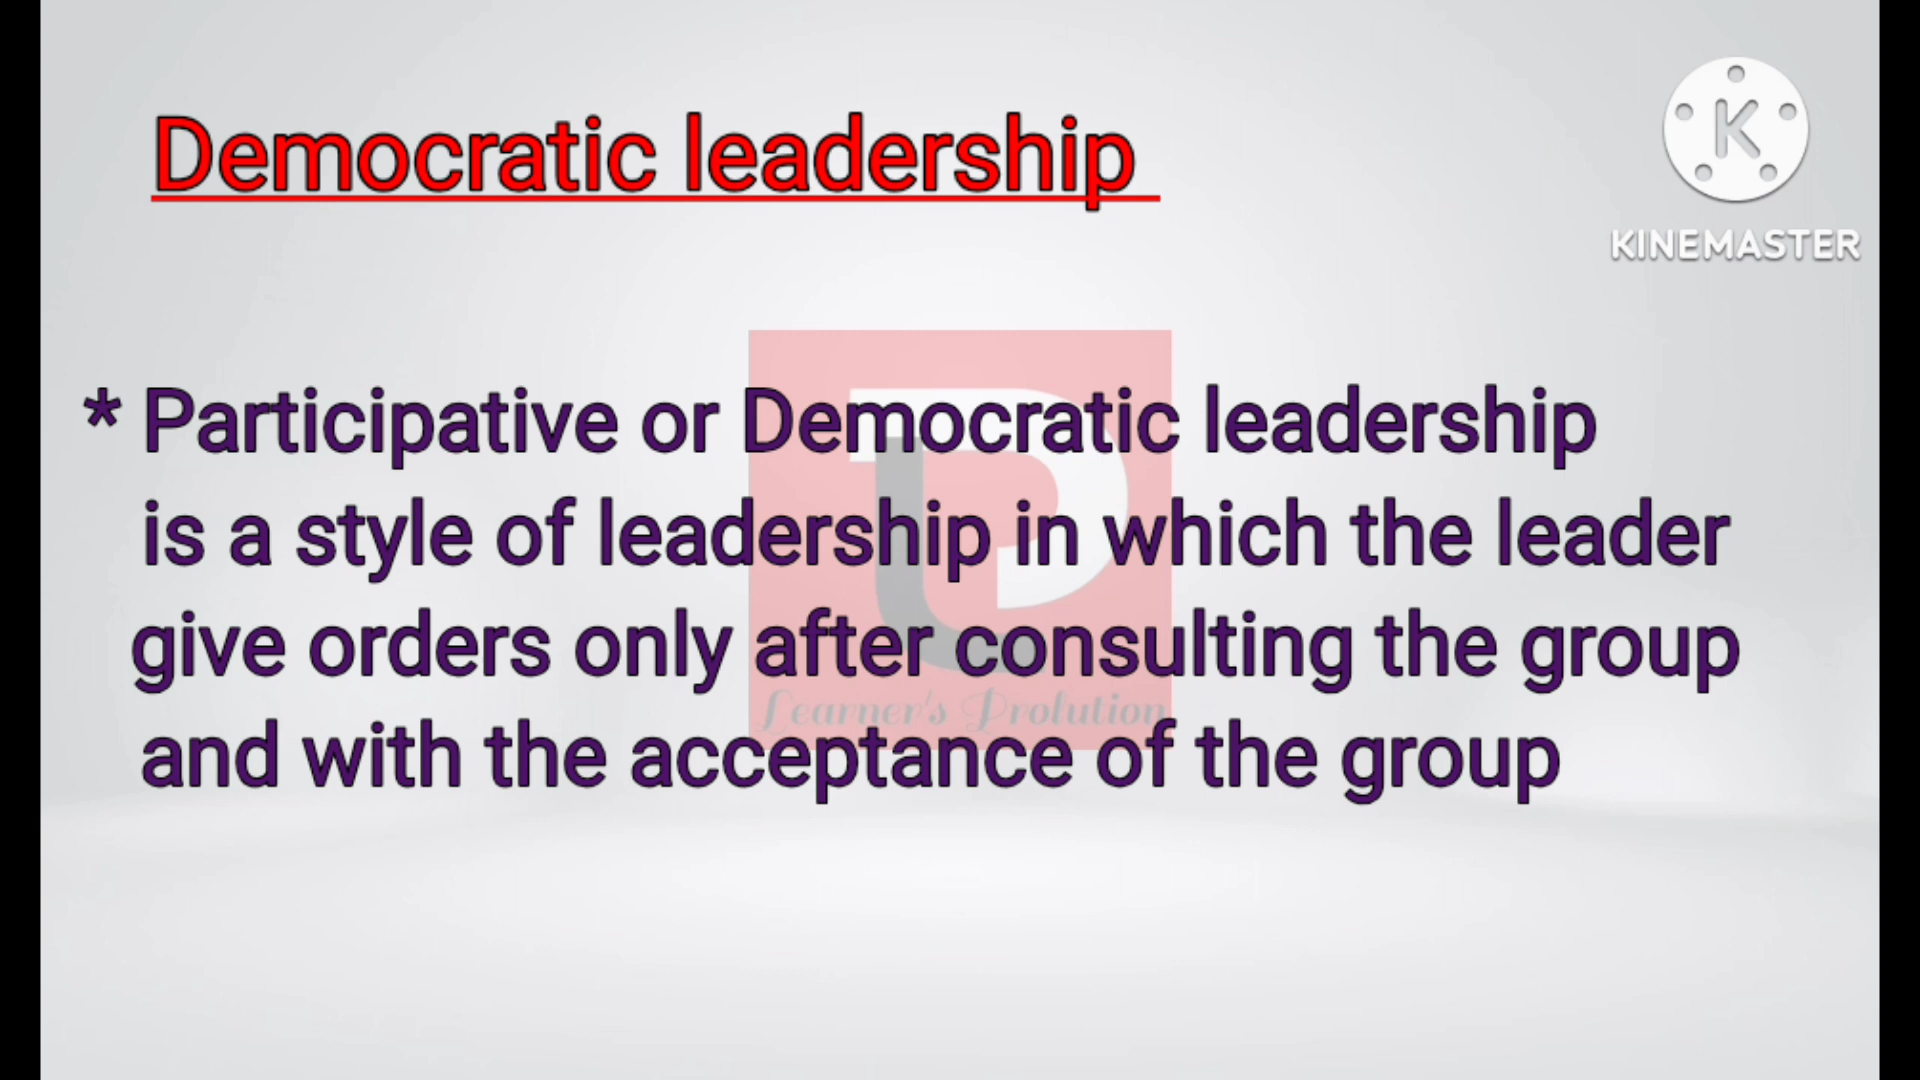 Democratic leadership
K
KINEMASTER
* Participative or Democratic leadership
is a style of leadership in which the leader
give orders only after consulting the group
Learner's Prolution
and with the acceptance of the group